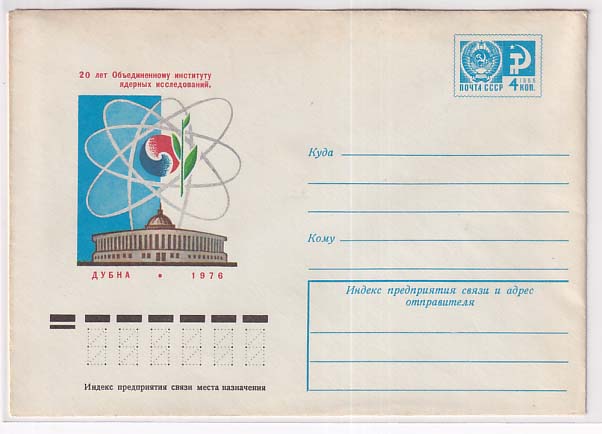 20 лет Объединенному институту
ядерных исследований.
ДУБНА • 1976
1966
ПОЧТА СССР 4 КОП.
Куда
Кому
Индекс предприятия связи и адрес
отправителя
Индекс предприятия связи места назначения